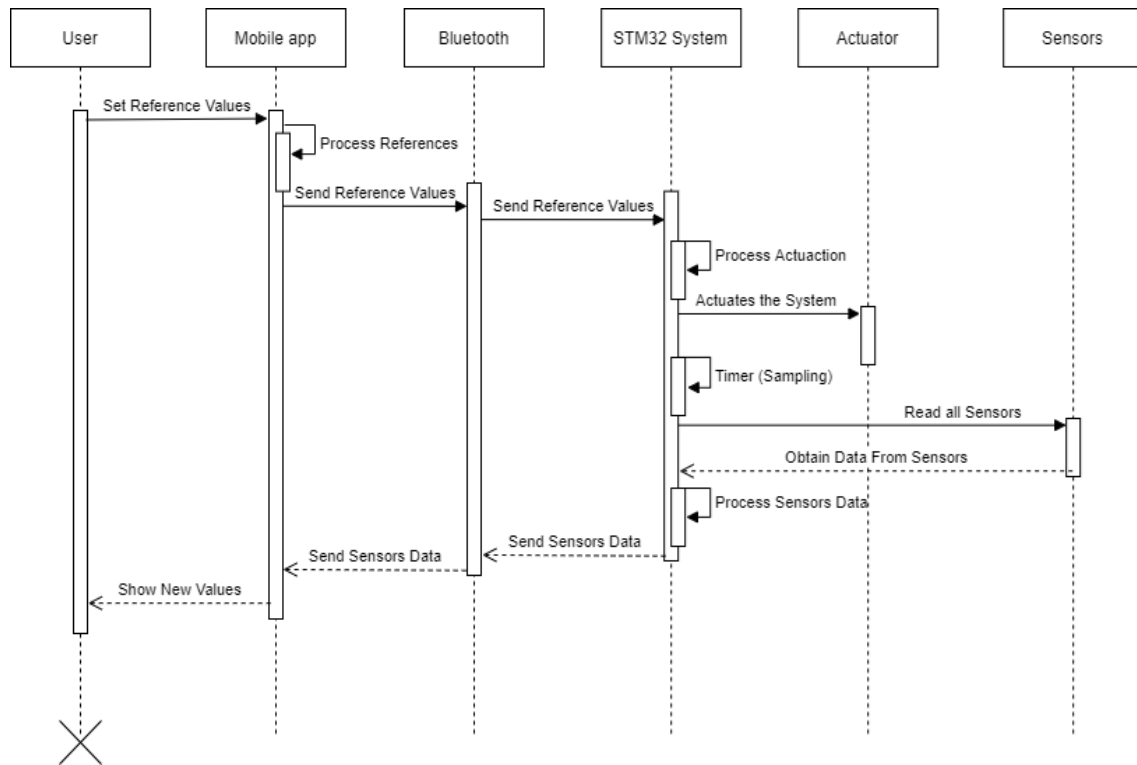 User
Mobile app
Bluetooth
STM32 System
Actuator
Sensors
Set Reference Values
Process References
Send Reference Values
Send Reference Values
Process Actuaction
Actuates the System
Timer (Sampling)
Read all Sensors
Obtain Data From Sensors
Process Sensors Data
Send Sensors Data
Send Sensors Data
Show New Values